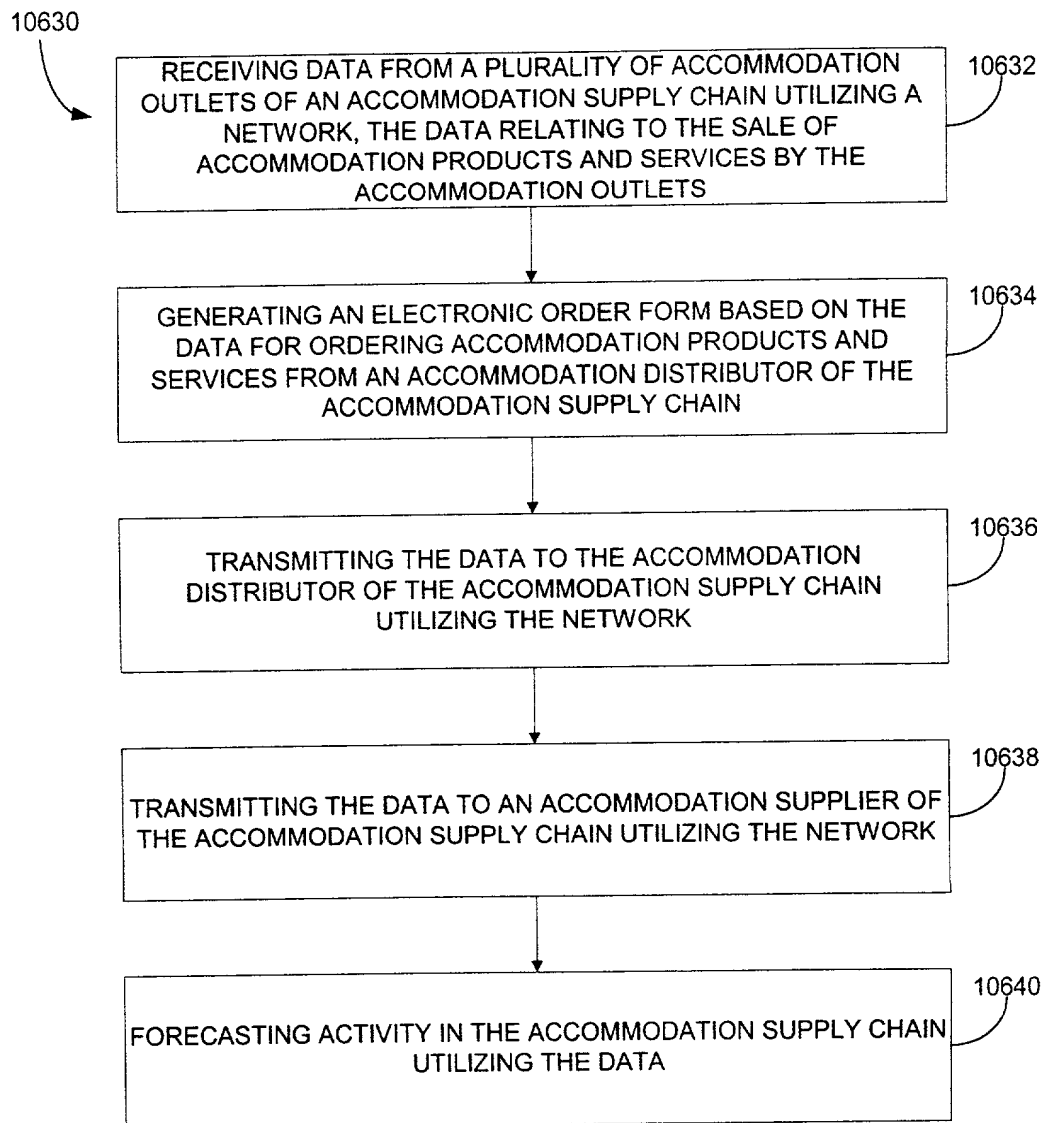 10630
RECEIVING DATA FROM A PLURALITY OF ACCOMMODATION
OUTLETS OF AN ACCOMMODATION SUPPLY CHAIN UTILIZING A
NETWORK, THE DATA RELATING TO THE SALE OF
ACCOMMODATION PRODUCTS AND SERVICES BY THE
ACCOMMODATION OUTLETS
10632
GENERATING AN ELECTRONIC ORDER FORM BASED ON THE
DATA FOR ORDERING ACCOMMODATION PRODUCTS AND
SERVICES FROM AN ACCOMMODATION DISTRIBUTOR OF THE
ACCOMMODATION SUPPLY CHAIN
10634
TRANSMITTING THE DATA TO THE ACCOMMODATION
DISTRIBUTOR OF THE ACCOMMODATION SUPPLY CHAIN
UTILIZING THE NETWORK
10636
TRANSMITTING THE DATA TO AN ACCOMMODATION SUPPLIER OF
THE ACCOMMODATION SUPPLY CHAIN UTILIZING THE NETWORK
10638
FORECASTING ACTIVITY IN THE ACCOMMODATION SUPPLY CHAIN
UTILIZING THE DATA
10640